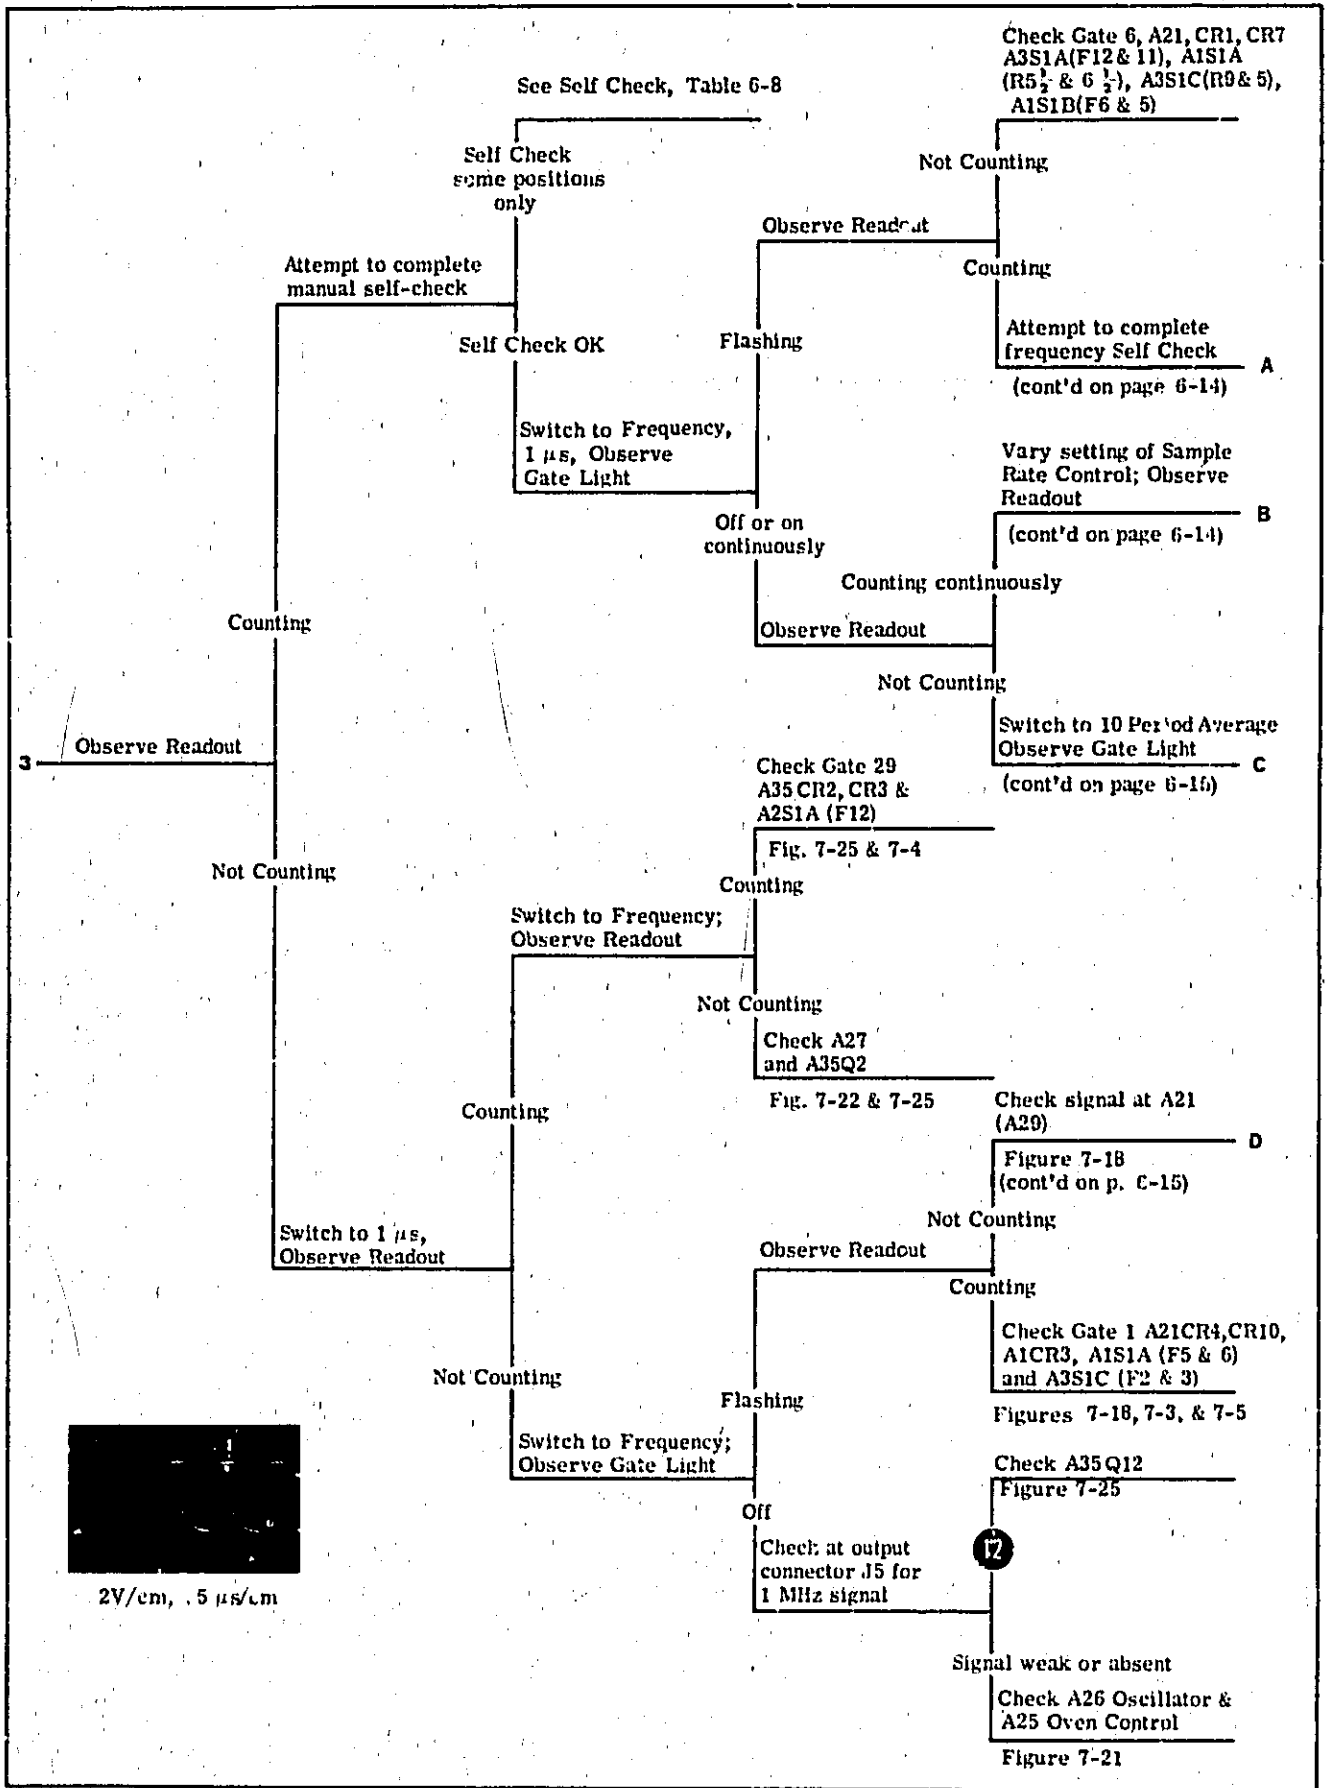 Check Gate 6, A21, CR1, CR7
A3S1A(F12 & 11), A1S1A
(R5½ & 6 ½), A3S1C(R9 & 5),
A1S1B(F6 & 5)
See Self Check, Table 6-8
Self Check
some positions
only
Not Counting
Observe Readout
Counting
Attempt to complete
manual self-check
Attempt to complete
frequency Self Check
A
(cont'd on page 6-14)
Self Check OK
Flashing
Switch to Frequency,
1 µs, Observe
Gate Light
Vary setting of Sample
Rate Control; Observe
Readout
B
(cont'd on page 6-14)
Off or on
continuously
Counting continuously
Counting
Observe Readout
Not Counting
3
Observe Readout
Switch to 10 Period Average
Observe Gate Light
C
(cont'd on page 6-15)
Check Gate 29
A35 CR2, CR3 &
A2S1A (F12)
Fig. 7-25 & 7-4
Not Counting
Counting
Switch to Frequency;
Observe Readout
Not Counting
Check A27
and A35Q2
Fig. 7-22 & 7-25
Counting
Check signal at A21
(A29)
D
Figure 7-18
(cont'd on p. 6-15)
Not Counting
Switch to 1 µs,
Observe Readout
Observe Readout
Counting
Check Gate 1 A21CR4,CR10,
A1CR3, A1S1A (F5 & 6)
and A3S1C (F2 & 3)
Figures 7-18, 7-3, & 7-5
Not Counting
Flashing
Switch to Frequency;
Observe Gate Light
Check A35Q12
Figure 7-25
Off
12
Check at output
connector J5 for
1 MHz signal
2V/cm, .5 µs/cm
Signal weak or absent
Check A26 Oscillator &
A25 Oven Control
Figure 7-21